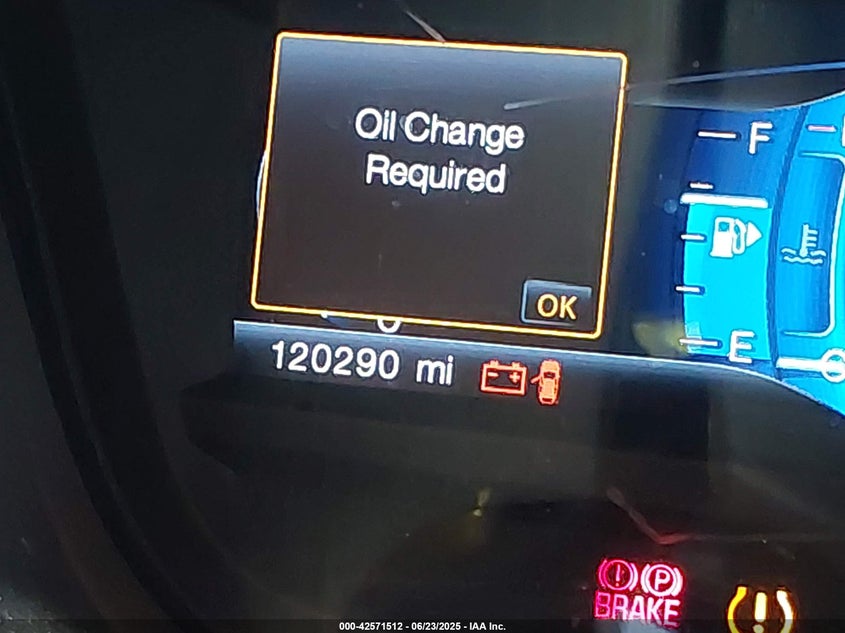 Oil Change
Required
OK
F
E
120290 mi
P
BRAKE
000-42571512 - 06/23/2025 - IAA Inc.